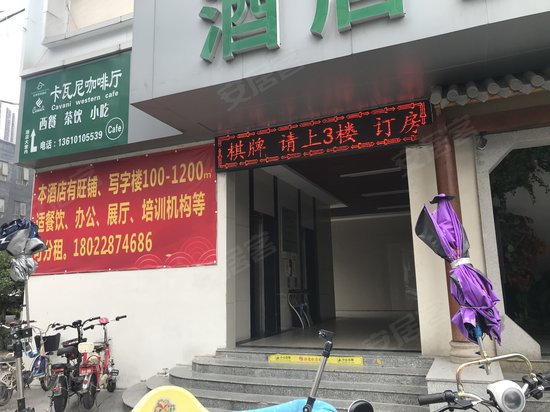 酒店
卡瓦尼咖啡厅
Cavani western cafe
西餐 茶饮 小吃
电话：13610105539
Cafe
棋牌 请上3楼 订房
本酒店有旺铺、写字楼100-1200㎡
适餐饮、办公、展厅、培训机构等
可分租。18022874686